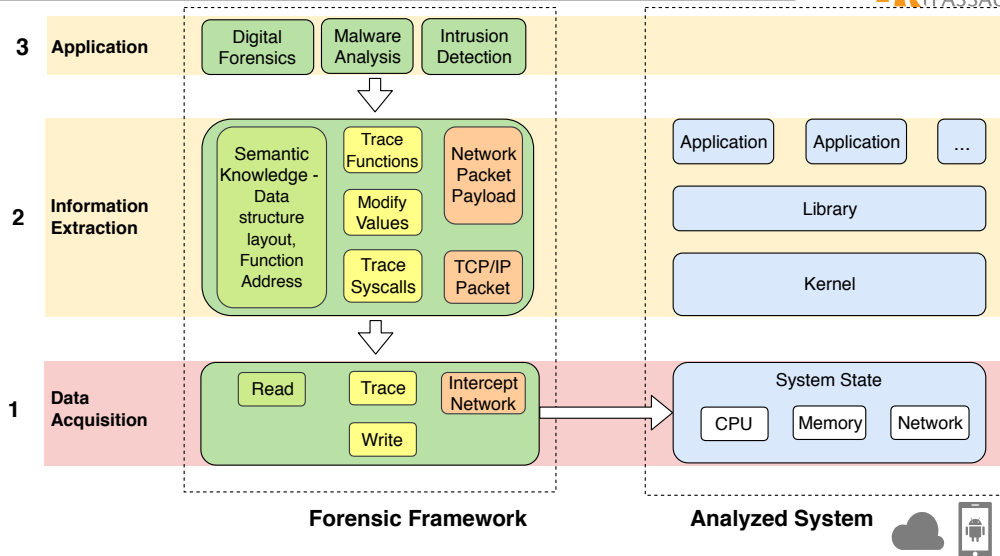 3
Application
Digital
Forensics
Malware
Analysis
Intrusion
Detection
2
Information
Extraction
Semantic
Knowledge -
Data
structure
layout,
Function
Address
Trace
Functions
Modify
Values
Trace
Syscalls
Network
Packet
Payload
TCP/IP
Packet
Application
Application
...
Library
Kernel
1
Data
Acquisition
Read
Trace
Write
Intercept
Network
System State
CPU
Memory
Network
Forensic Framework
Analyzed System